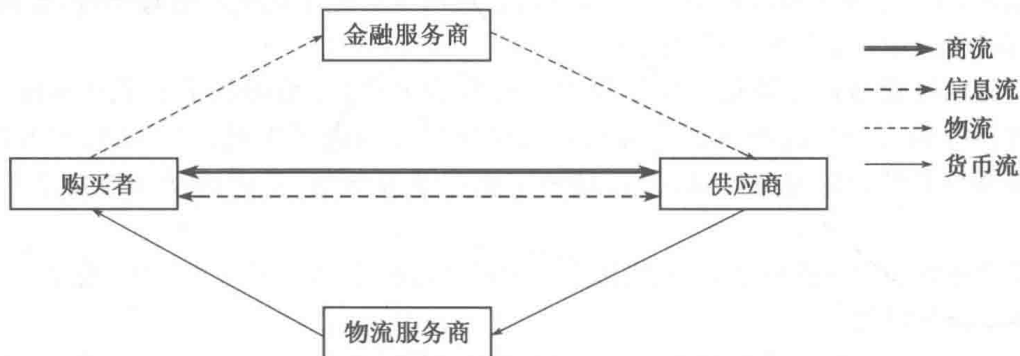 金融服务商
商流
信息流
物流
货币流
购买者
供应商
物流服务商